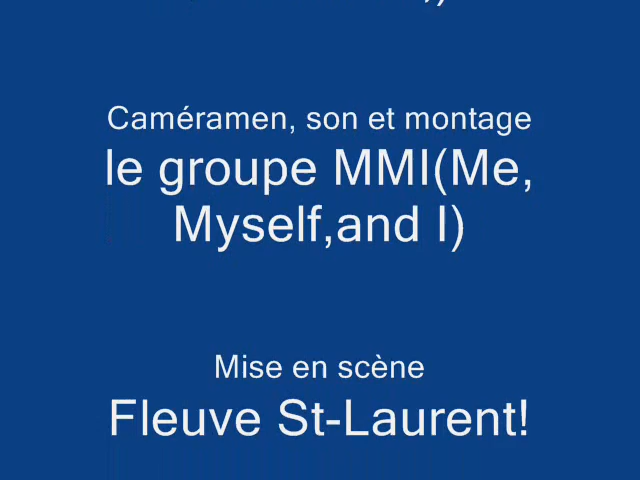 Caméramen, son et montage
le groupe MMI(Me,
Myself,and I)
Mise en scène
Fleuve St-Laurent!